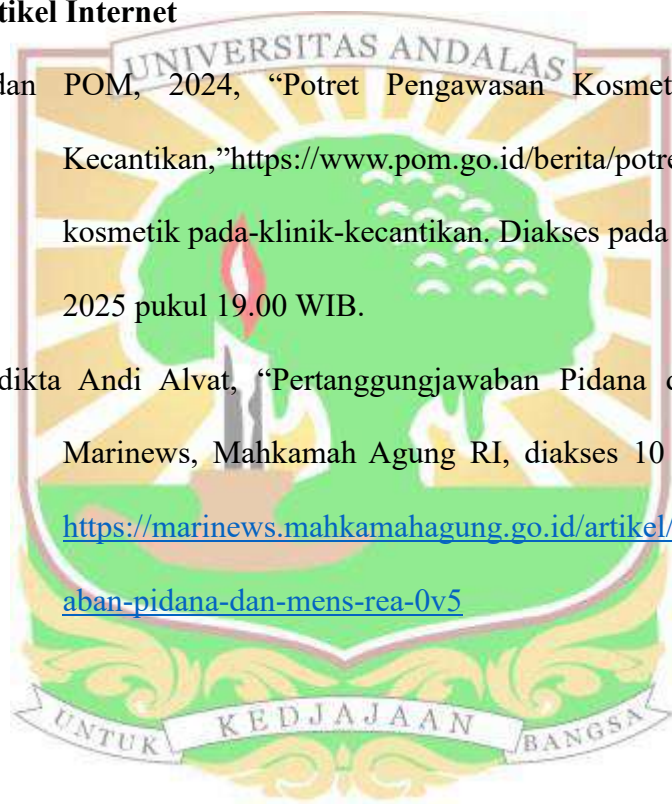 tikel Internet
UNIVERSITAS ANDALAS
dan POM, 2024, “Potret Pengawasan Kosmet
Kecantikan,”https://www.pom.go.id/berita/potre
kosmetik pada-klinik-kecantikan. Diakses pada
2025 pukul 19.00 WIB.
dikta Andi Alvat, “Pertanggungjawaban Pidana d
Marinews, Mahkamah Agung RI, diakses 10
https://marinews.mahkamahagung.go.id/artikel/
aban-pidana-dan-mens-rea-0v5
UNTUK KEDJAJAAN BANGSA